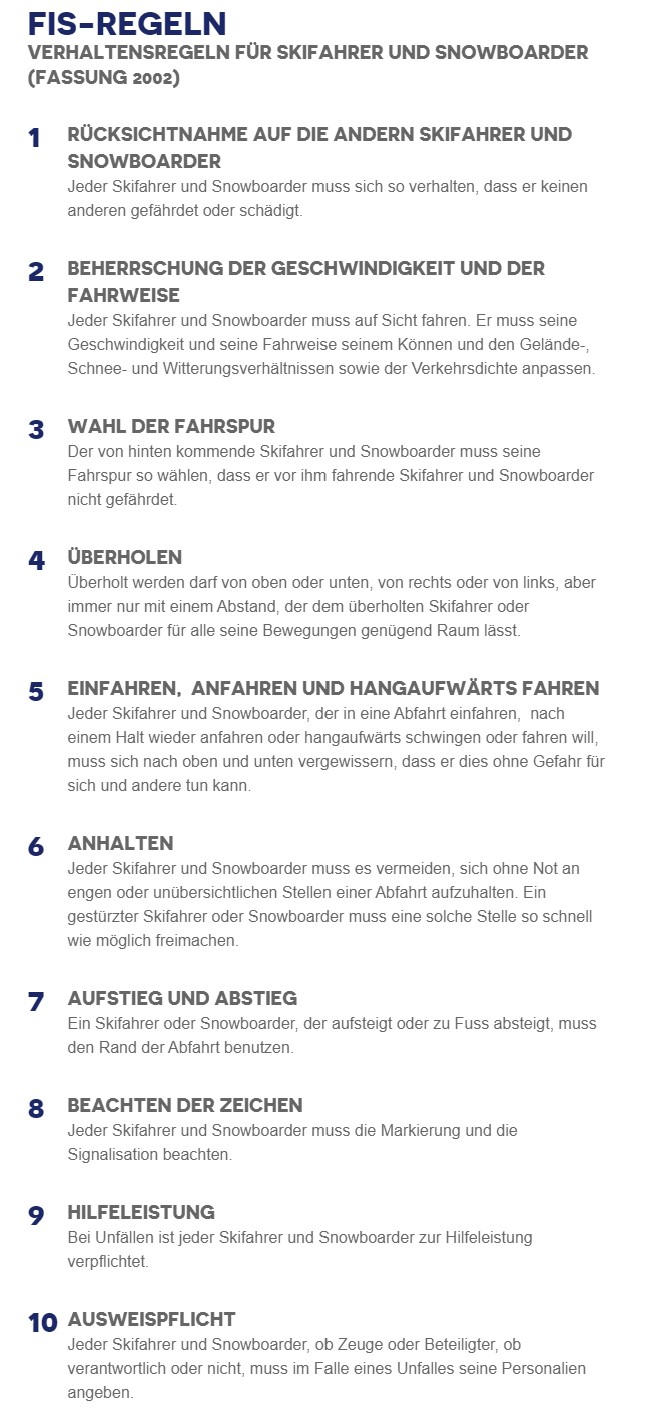 FIS-REGELN
VERHALTENSREGELN FÜR SKIFAHRER UND SNOWBOARDER
(FASSUNG 2002)
1 RÜCKSICHTNAHME AUF DIE ANDERN SKIFAHRER UND
SNOWBOARDER
Jeder Skifahrer und Snowboarder muss sich so verhalten, dass er keinen
anderen gefährdet oder schädigt.
2 BEHERRSCHUNG DER GESCHWINDIGKEIT UND DER
FAHRWEISE
Jeder Skifahrer und Snowboarder muss auf Sicht fahren. Er muss seine
Geschwindigkeit und seine Fahrweise seinem Können und den Gelände-,
Schnee- und Witterungsverhältnissen sowie der Verkehrsdichte anpassen.
3 WAHL DER FAHRSPUR
Der von hinten kommende Skifahrer und Snowboarder muss seine
Fahrspur so wählen, dass er vor ihm fahrende Skifahrer und Snowboarder
nicht gefährdet.
4 ÜBERHOLEN
Überholt werden darf von oben oder unten, von rechts oder von links, aber
immer nur mit einem Abstand, der dem überholten Skifahrer oder
Snowboarder für alle seine Bewegungen genügend Raum lässt.
5 EINFAHREN,  ANFAHREN UND HANGAUFWÄRTS FAHREN
Jeder Skifahrer und Snowboarder, der in eine Abfahrt einfahren,  nach
einem Halt wieder anfahren oder hangaufwärts schwingen oder fahren will,
muss sich nach oben und unten vergewissern, dass er dies ohne Gefahr für
sich und andere tun kann.
6 ANHALTEN
Jeder Skifahrer und Snowboarder muss es vermeiden, sich ohne Not an
engen oder unübersichtlichen Stellen einer Abfahrt aufzuhalten. Ein
gestürzter Skifahrer oder Snowboarder muss eine solche Stelle so schnell
wie möglich freimachen.
7 AUFSTIEG UND ABSTIEG
Ein Skifahrer oder Snowboarder, der aufsteigt oder zu Fuss absteigt, muss
den Rand der Abfahrt benutzen.
8 BEACHTEN DER ZEICHEN
Jeder Skifahrer und Snowboarder muss die Markierung und die
Signalisation beachten.
9 HILFELEISTUNG
Bei Unfällen ist jeder Skifahrer und Snowboarder zur Hilfeleistung
verpflichtet.
10 AUSWEISPFLICHT
Jeder Skifahrer und Snowboarder, ob Zeuge oder Beteiligter, ob
verantwortlich oder nicht, muss im Falle eines Unfalles seine Personalien
angeben.